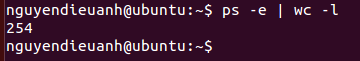 nguyendieuanh@ubuntu:~$ ps -e | wc -l
254
nguyendieuanh@ubuntu:~$